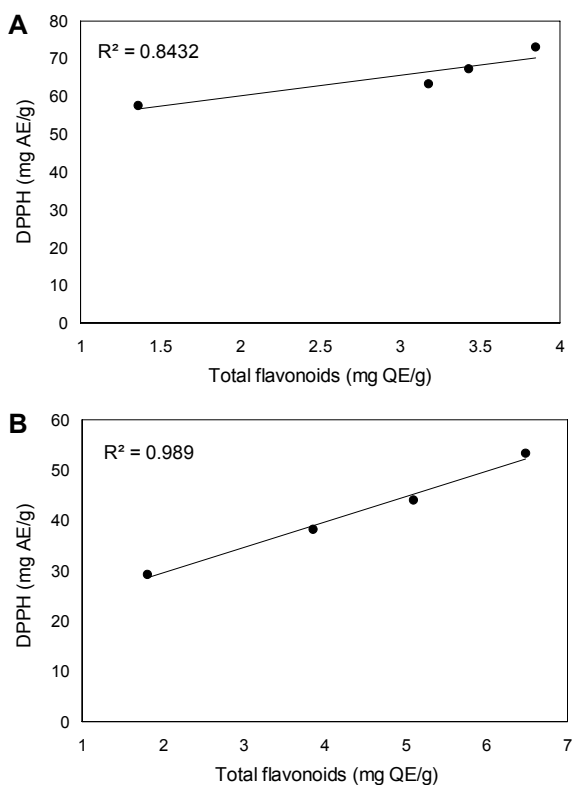 A
R² = 0.8432
80
70
60
50
40
30
20
10
0
DPPH (mg AE/g)
1 1.5 2 2.5 3 3.5 4
Total flavonoids (mg QE/g)
B
R² = 0.989
60
50
40
30
20
10
0
DPPH (mg AE/g)
1 2 3 4 5 6 7
Total flavonoids (mg QE/g)